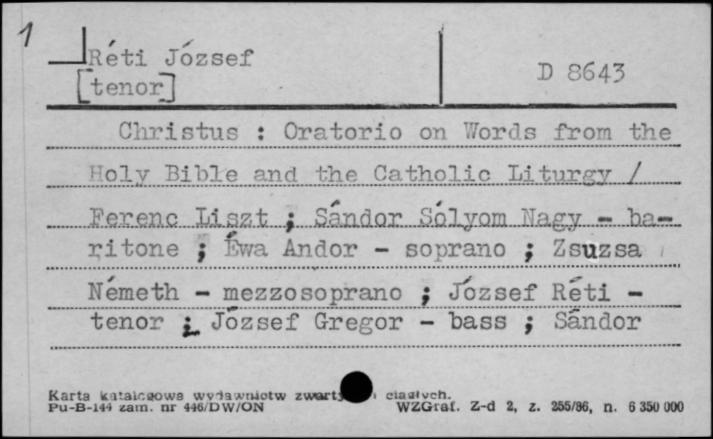 1
Réti József
[tenor]
D 8643
Christus : Oratorio on Words from the
Holy Bible and the Catholic Liturgy /
Ferenc Liszt ; Sándor Sólyom Nagy - ba-
ritone ; Éwa Andor - soprano ; Zsuzsa
Németh - mezzosoprano ; József Réti -
tenor ; József Gregor - bass ; Sándor
Karta katalogowa wydawnictw zwartych i ciągłych.
Pu-B-144 zam. nr 446/DW/ON WZGraf. Z-d 2, z. 255/86, n. 6 350 000